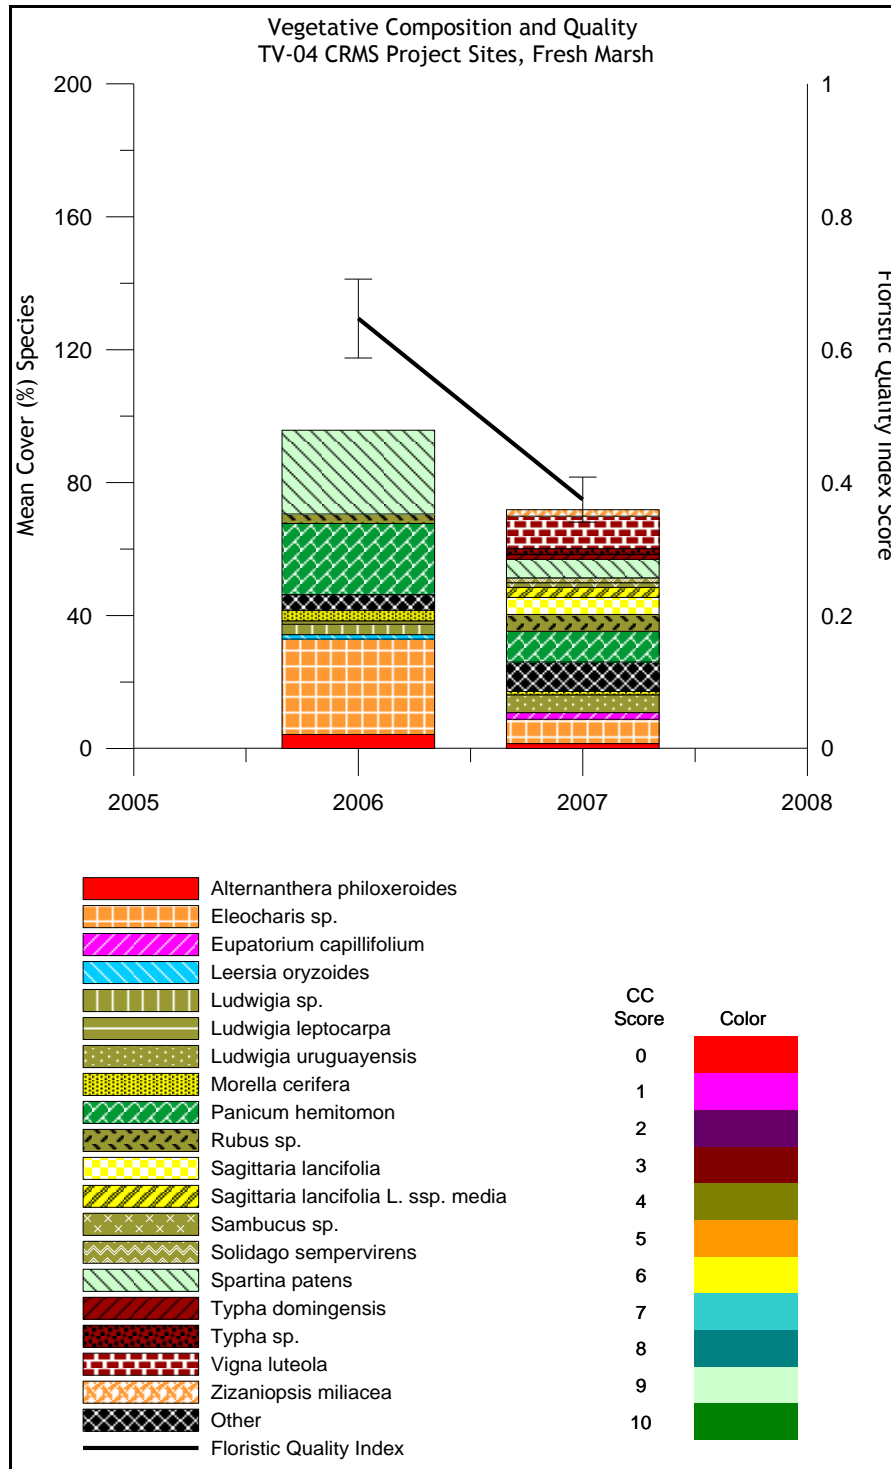 Vegetative Composition and Quality
TV-04 CRMS Project Sites, Fresh Marsh
200
160
120
80
40
0
Mean Cover (%) Species
1
0.8
0.6
0.4
0.2
0
Floristic Quality Index Score
2005
2006
2007
2008
Alternanthera philoxeroides
Eleocharis sp.
Eupatorium capillifolium
Leersia oryzoides
Ludwigia sp.
Ludwigia leptocarpa
Ludwigia uruguayensis
Morella cerifera
Panicum hemitomon
Rubus sp.
Sagittaria lancifolia
Sagittaria lancifolia L. ssp. media
Sambucus sp.
Solidago sempervirens
Spartina patens
Typha domingensis
Typha sp.
Vigna luteola
Zizaniopsis miliacea
Other
Floristic Quality Index
CC
Score
Color
0
1
2
3
4
5
6
7
8
9
10